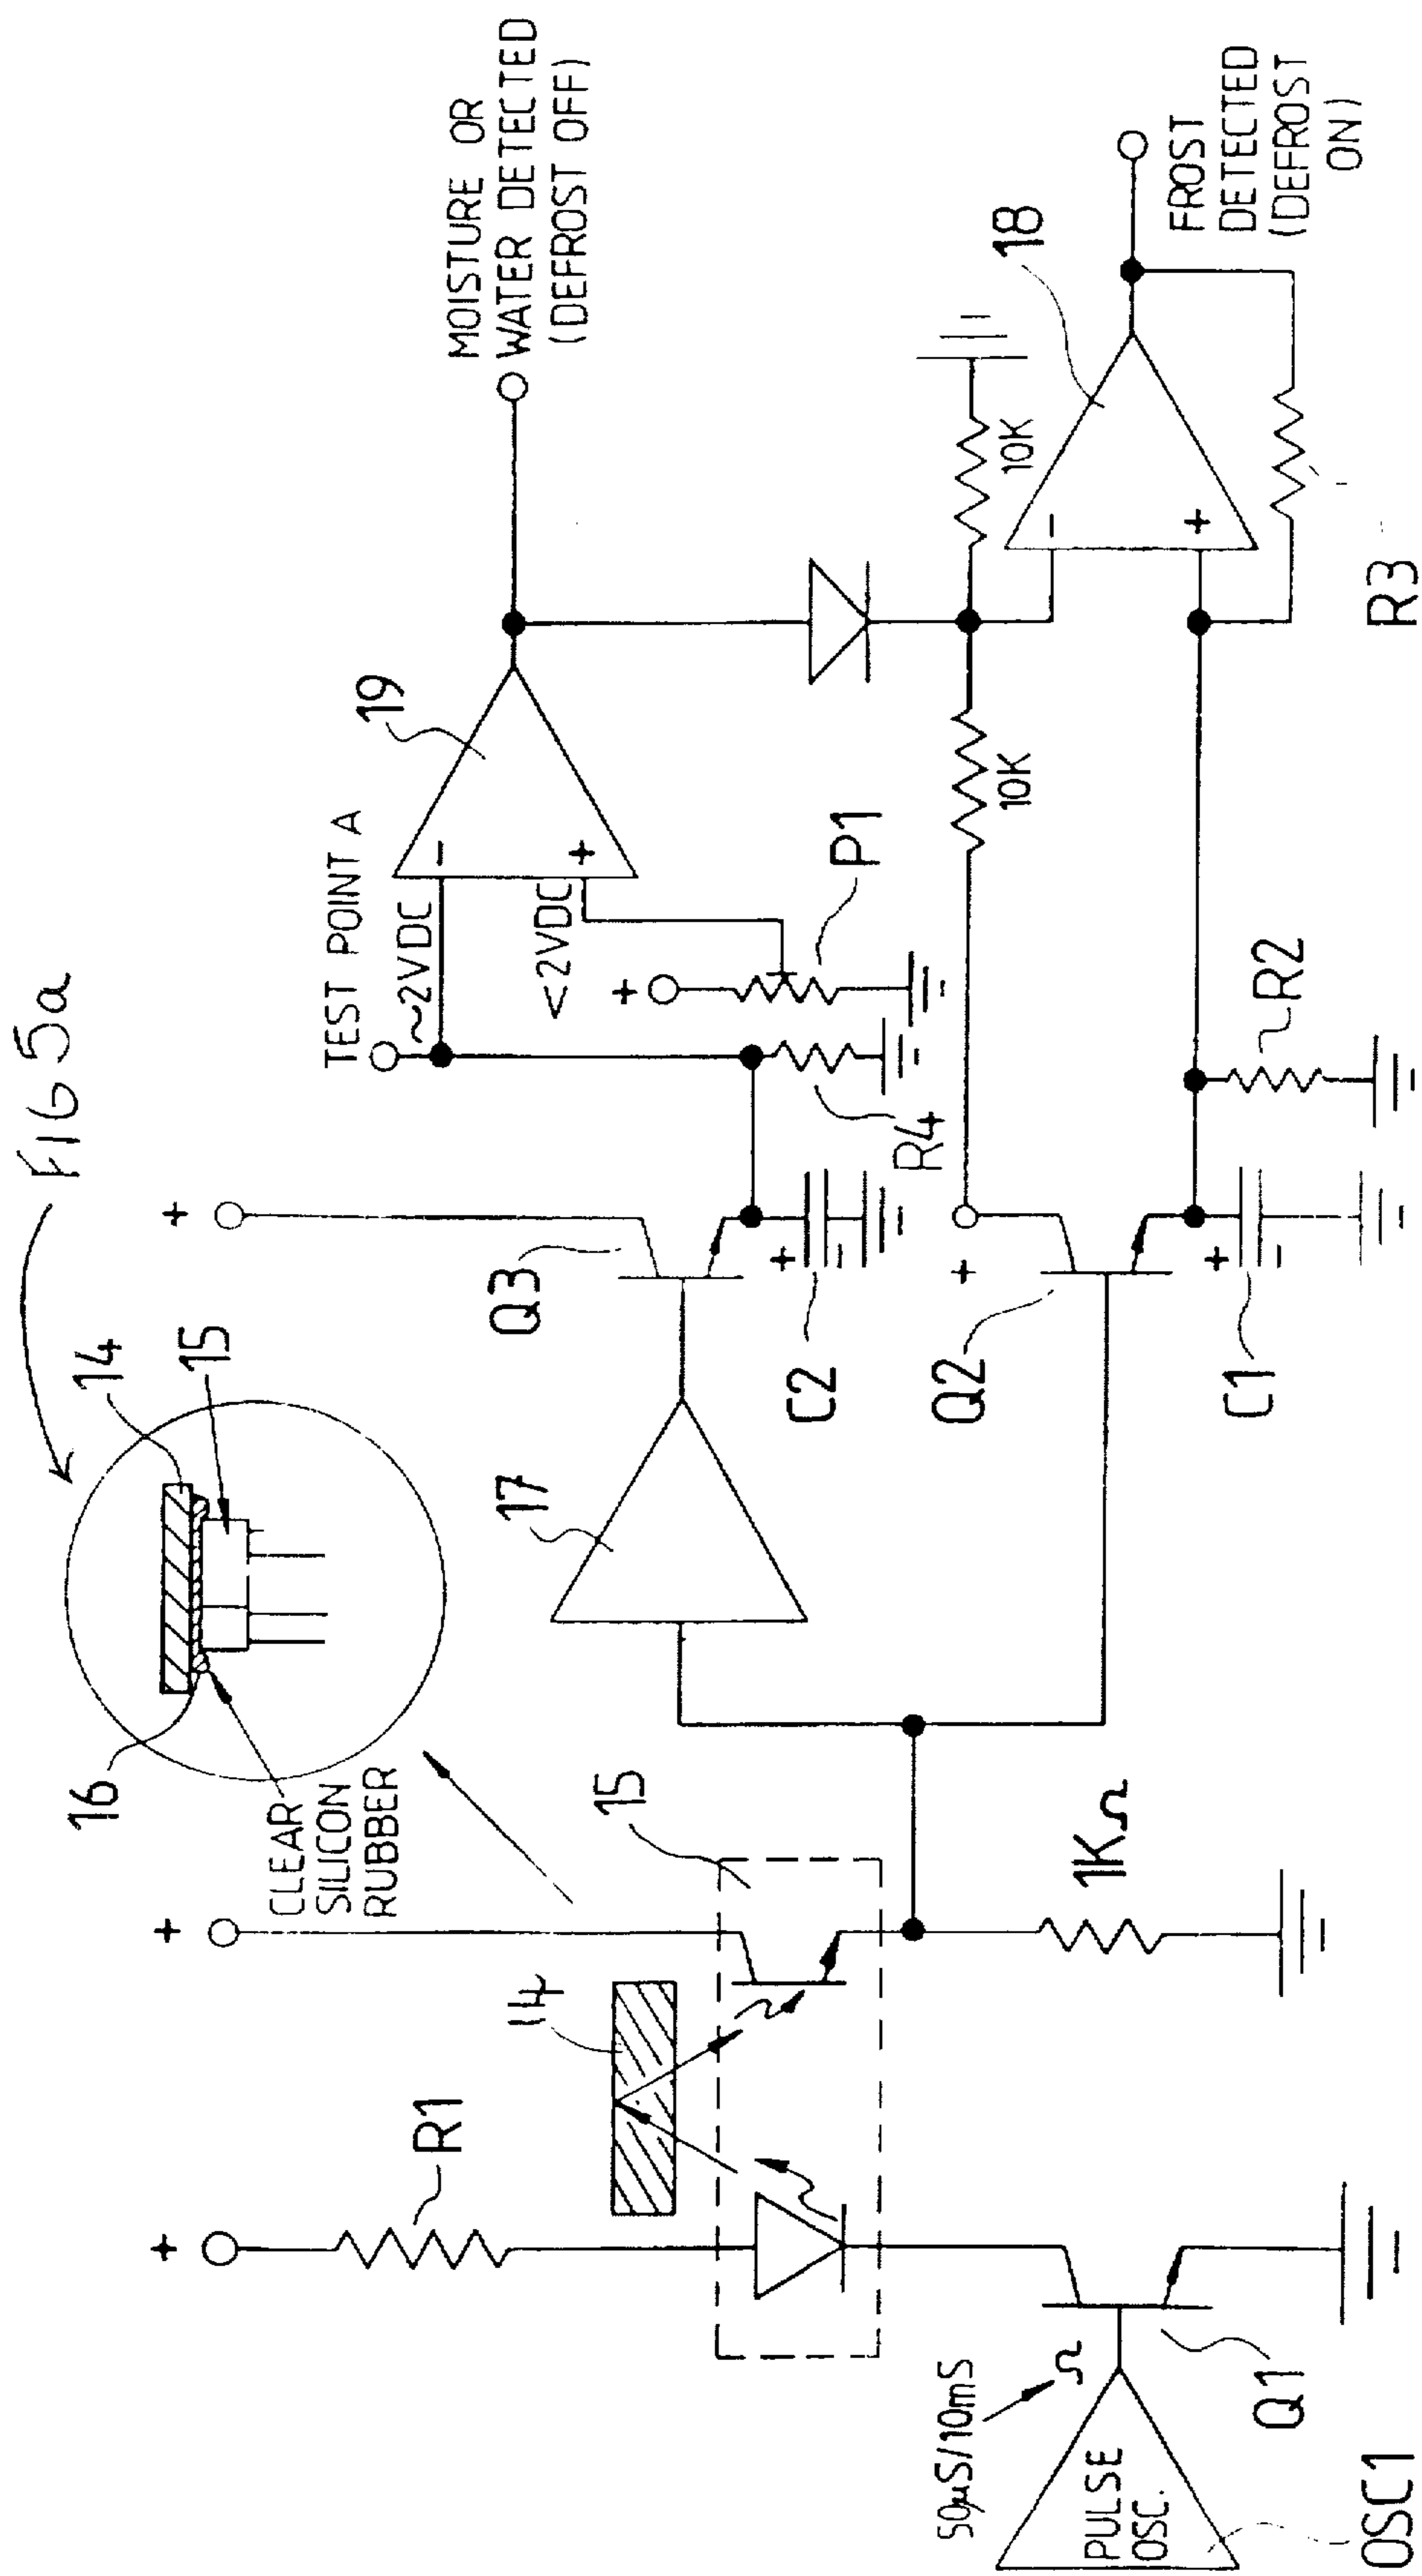 FIG 5a
14
15
16
CLEAR
SILICON
RUBBER
+
R1
14
15
+
1KΩ
50µS/10mS
PULSE
OSC.
OSC1
Q1
17
+
Q3
+
C2
R4
TEST POINT A
~2VDC
<2VDC
-
+
19
+
P1
MOISTURE OR
WATER DETECTED
(DEFROST OFF)
+
Q2
+
C1
R2
10K
10K
-
+
18
R3
FROST
DETECTED
(DEFROST
ON)